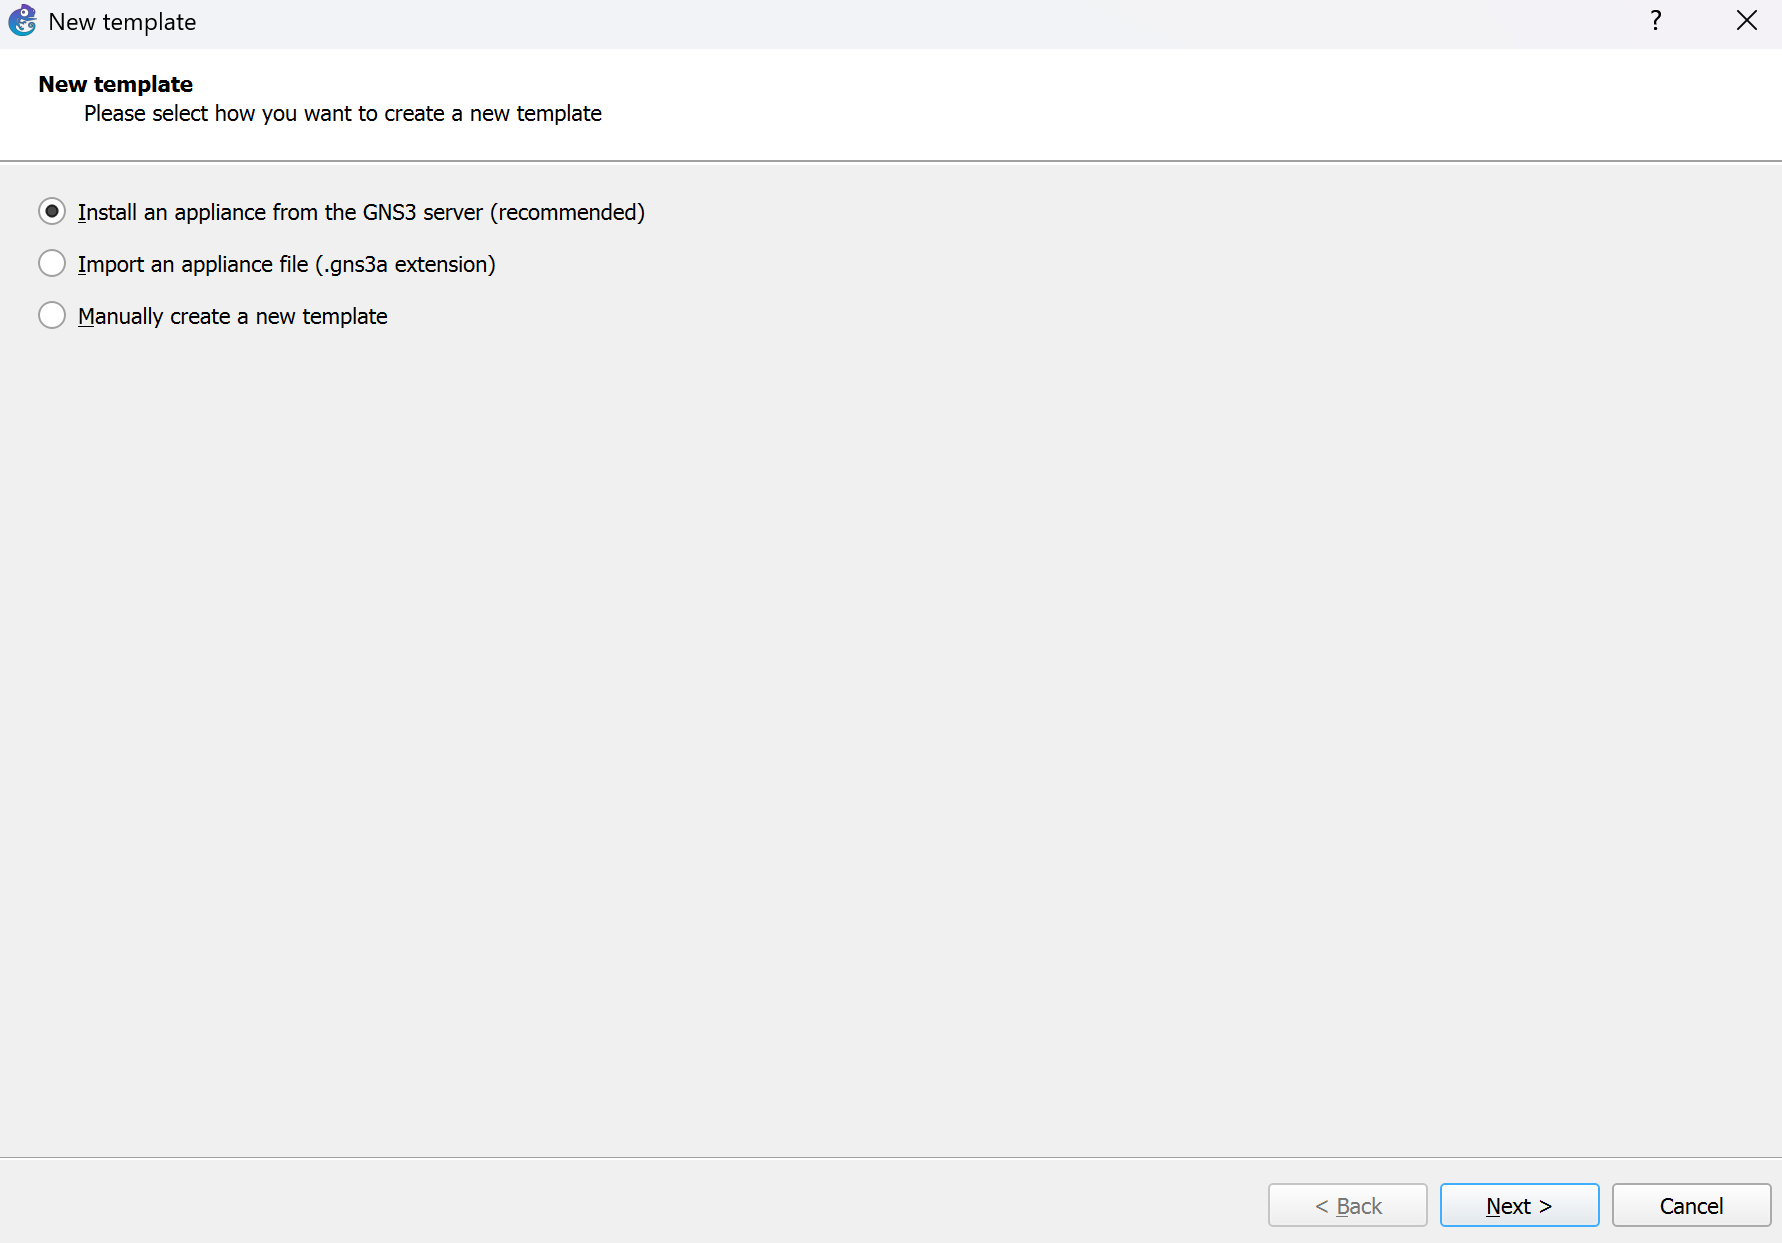 New template
?
New template
Please select how you want to create a new template
Install an appliance from the GNS3 server (recommended)
Import an appliance file (.gns3a extension)
Manually create a new template
< Back
Next >
Cancel